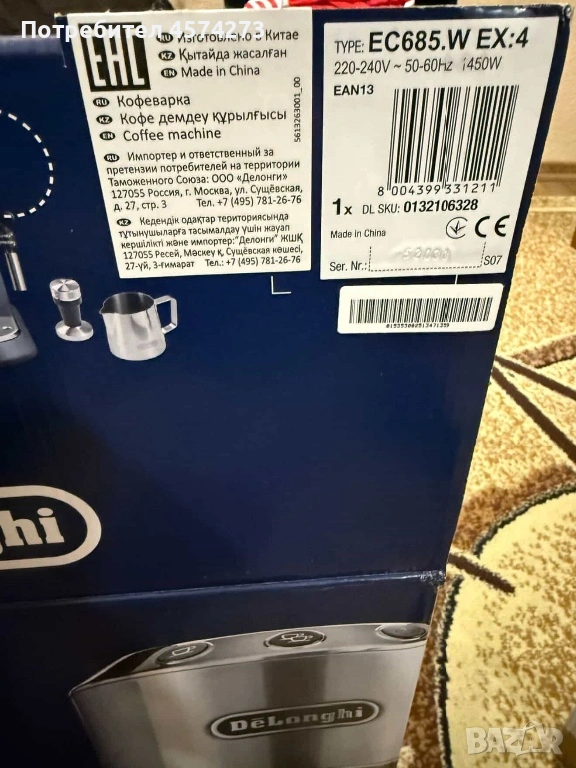 Потребител 4574273
RU Изготовлено в Китае
KZ Қытайда жасалған
EN Made in China
EAC
RU Кофеварка
KZ Кофе демдеу құрылғысы
EN Coffee machine
5613263001_00
RU Импортер и ответственный за
претензии потребителей на территории
Таможенного Союза: ООО «Делонги»
127055 Россия, г. Москва, ул. Сущёвская,
д. 27, стр. 3 Тел. +7 (495) 781-26-76
KZ Кедендік одақтар територисында
тұтынушыларға тасымалдау үшін жауап
кершілікті және импортер:"Делонги" ЖШҚ
127055 Ресей, Мәскеу қ. Сущёвская көшесі,
27-үй, 3-ғимарат Тел.: +7 (495) 781-26-76
TYPE: EC685.W EX:4
220-240V ~ 50-60Hz 1450W
EAN13
8 004399 331211
1x DL SKU: 0132106328
Made in China
CE
Ser. Nr.:
S07
DeLonghi
BAZAR